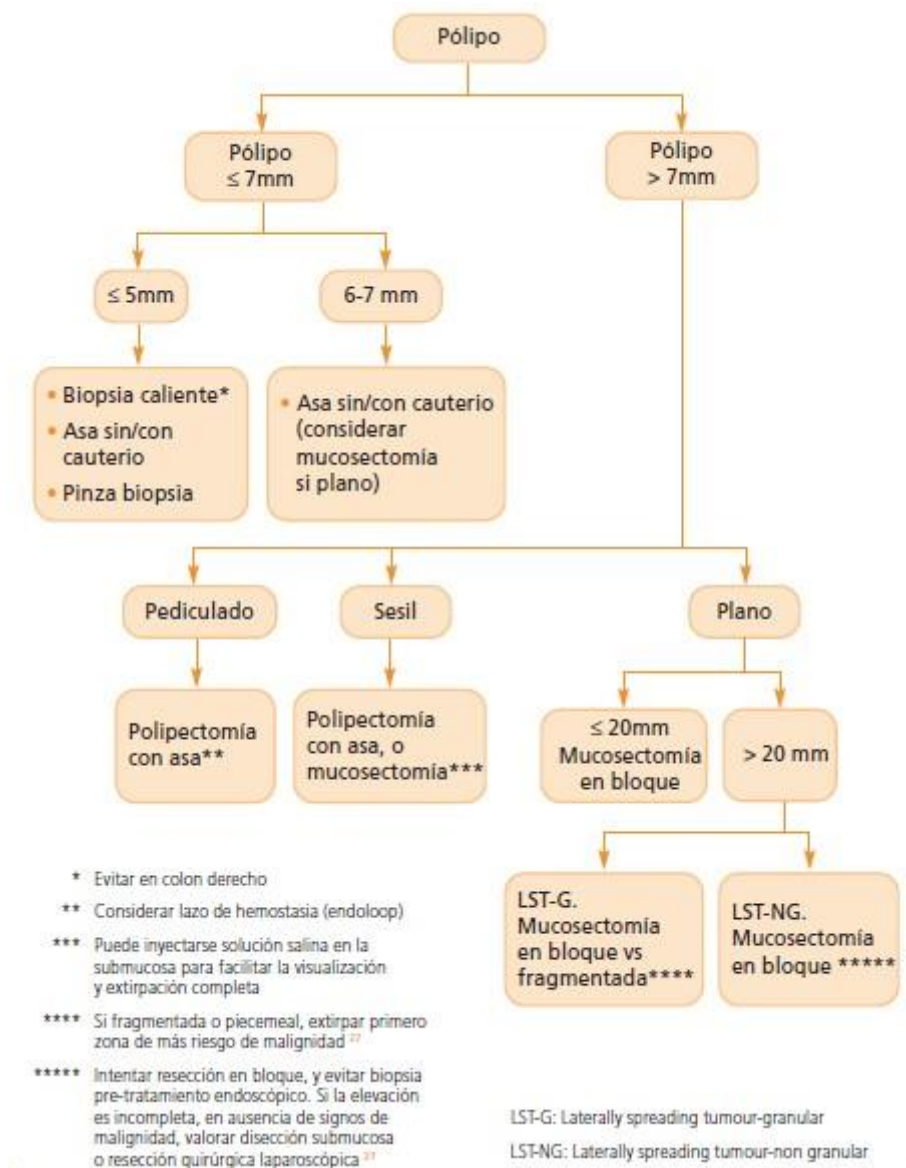 Pólipo
Pólipo
≤ 7mm
Pólipo
> 7mm
≤ 5mm
6-7 mm
• Biopsia caliente*
• Asa sin/con
cauterio
• Pinza biopsia
• Asa sin/con cauterio
(considerar
mucosectomía
si plano)
Pediculado
Sesil
Plano
Polipectomía
con asa**
Polipectomía
con asa, o
mucosectomía***
≤ 20mm
Mucosectomía
en bloque
> 20 mm
LST-G.
Mucosectomía
en bloque vs
fragmentada****
LST-NG.
Mucosectomía
en bloque *****
* Evitar en colon derecho
** Considerar lazo de hemostasia (endoloop)
*** Puede inyectarse solución salina en la
submucosa para facilitar la visualización
y extirpación completa
**** Si fragmentada o piecemeal, extirpar primero
zona de más riesgo de malignidad
***** Intentar resección en bloque, y evitar biopsia
pre-tratamiento endoscópico. Si la elevación
es incompleta, en ausencia de signos de
malignidad, valorar disección submucosa
o resección quirúrgica laparoscópica
LST-G: Laterally spreading tumour-granular
LST-NG: Laterally spreading tumour-non granular